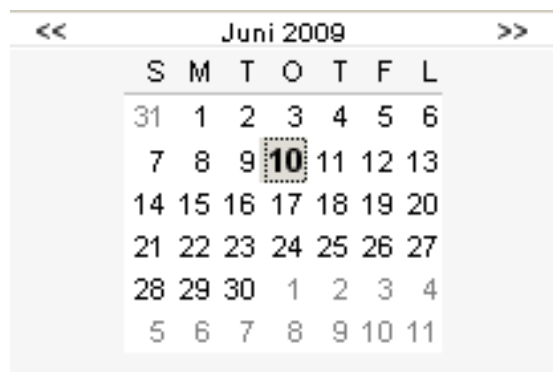 << Juni 2009 >>
S M T O T F L
31 1 2 3 4 5 6
7 8 9 10 11 12 13
14 15 16 17 18 19 20
21 22 23 24 25 26 27
28 29 30 1 2 3 4
5 6 7 8 9 10 11